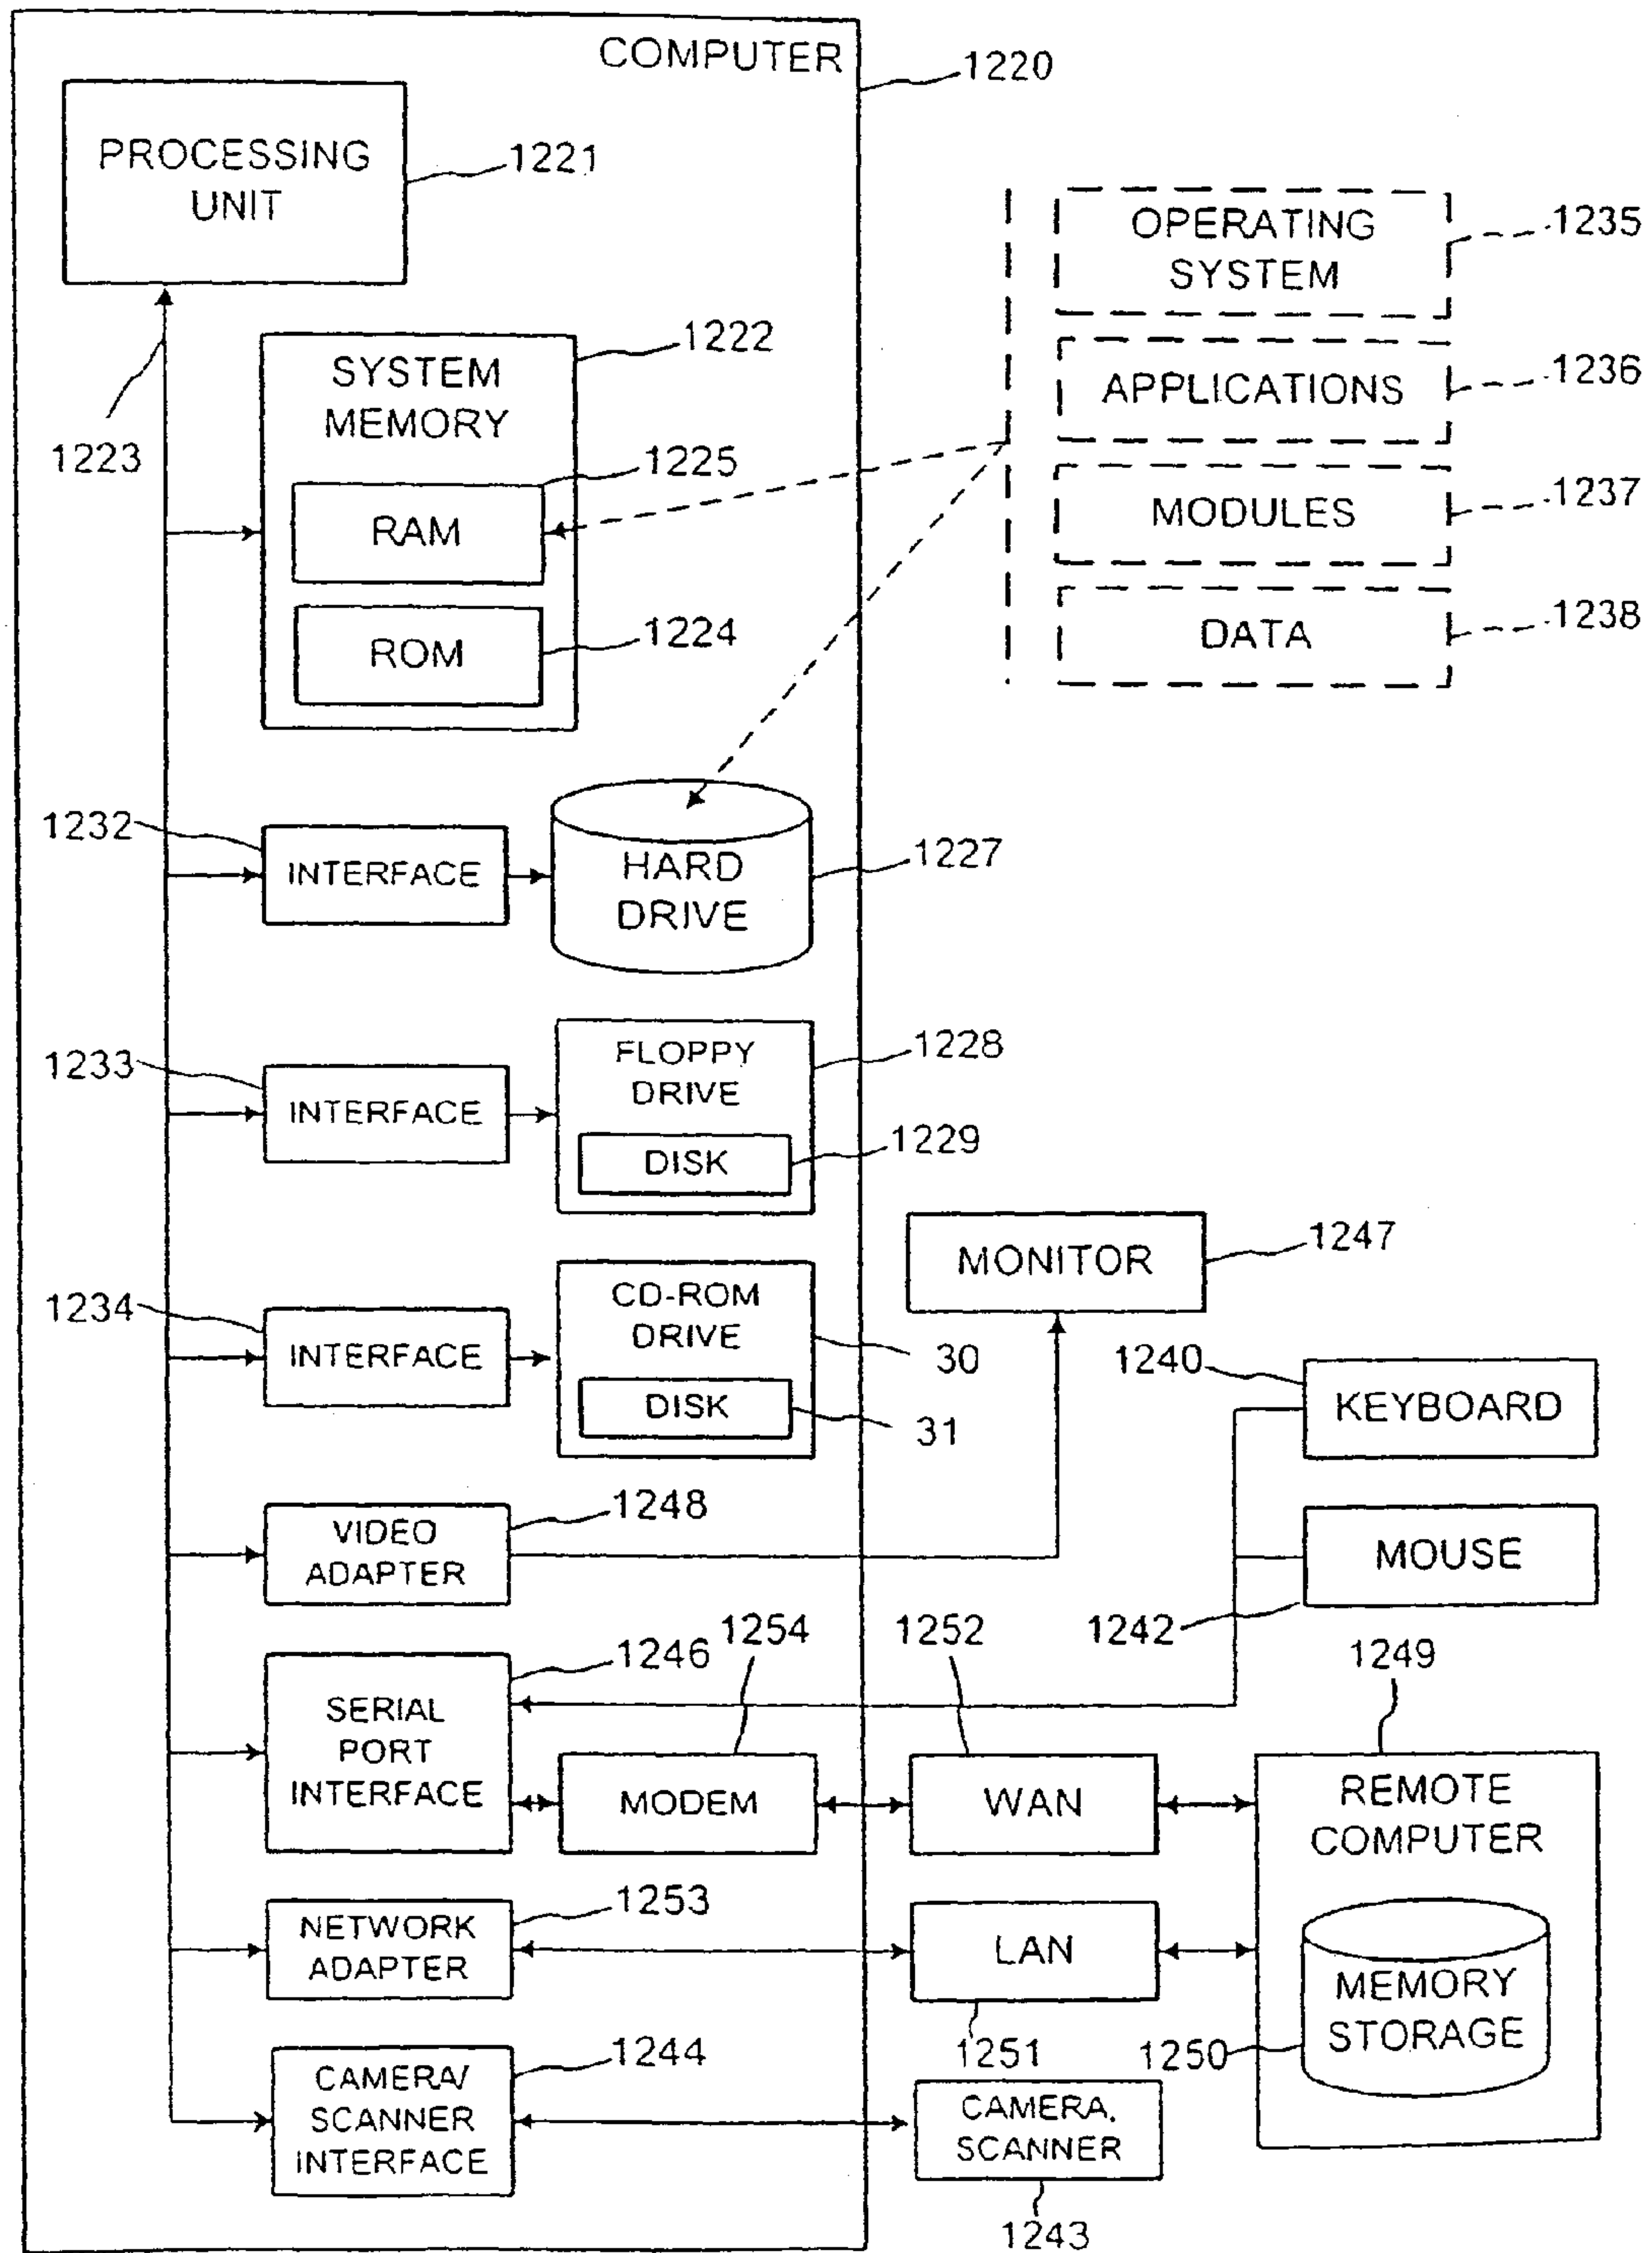 COMPUTER
1220
PROCESSING
UNIT
1221
1223
SYSTEM
MEMORY
1222
RAM
1225
ROM
1224
OPERATING
SYSTEM
1235
APPLICATIONS
1236
MODULES
1237
DATA
1238
1232
INTERFACE
HARD
DRIVE
1227
1233
INTERFACE
FLOPPY
DRIVE
1228
DISK
1229
1234
INTERFACE
CD-ROM
DRIVE
30
DISK
31
MONITOR
1247
1240
KEYBOARD
MOUSE
1242
VIDEO
ADAPTER
1248
SERIAL
PORT
INTERFACE
1246
1254
MODEM
1252
WAN
1249
REMOTE
COMPUTER
MEMORY
STORAGE
1250
NETWORK
ADAPTER
1253
LAN
1251
CAMERA/
SCANNER
INTERFACE
1244
CAMERA.
SCANNER
1243